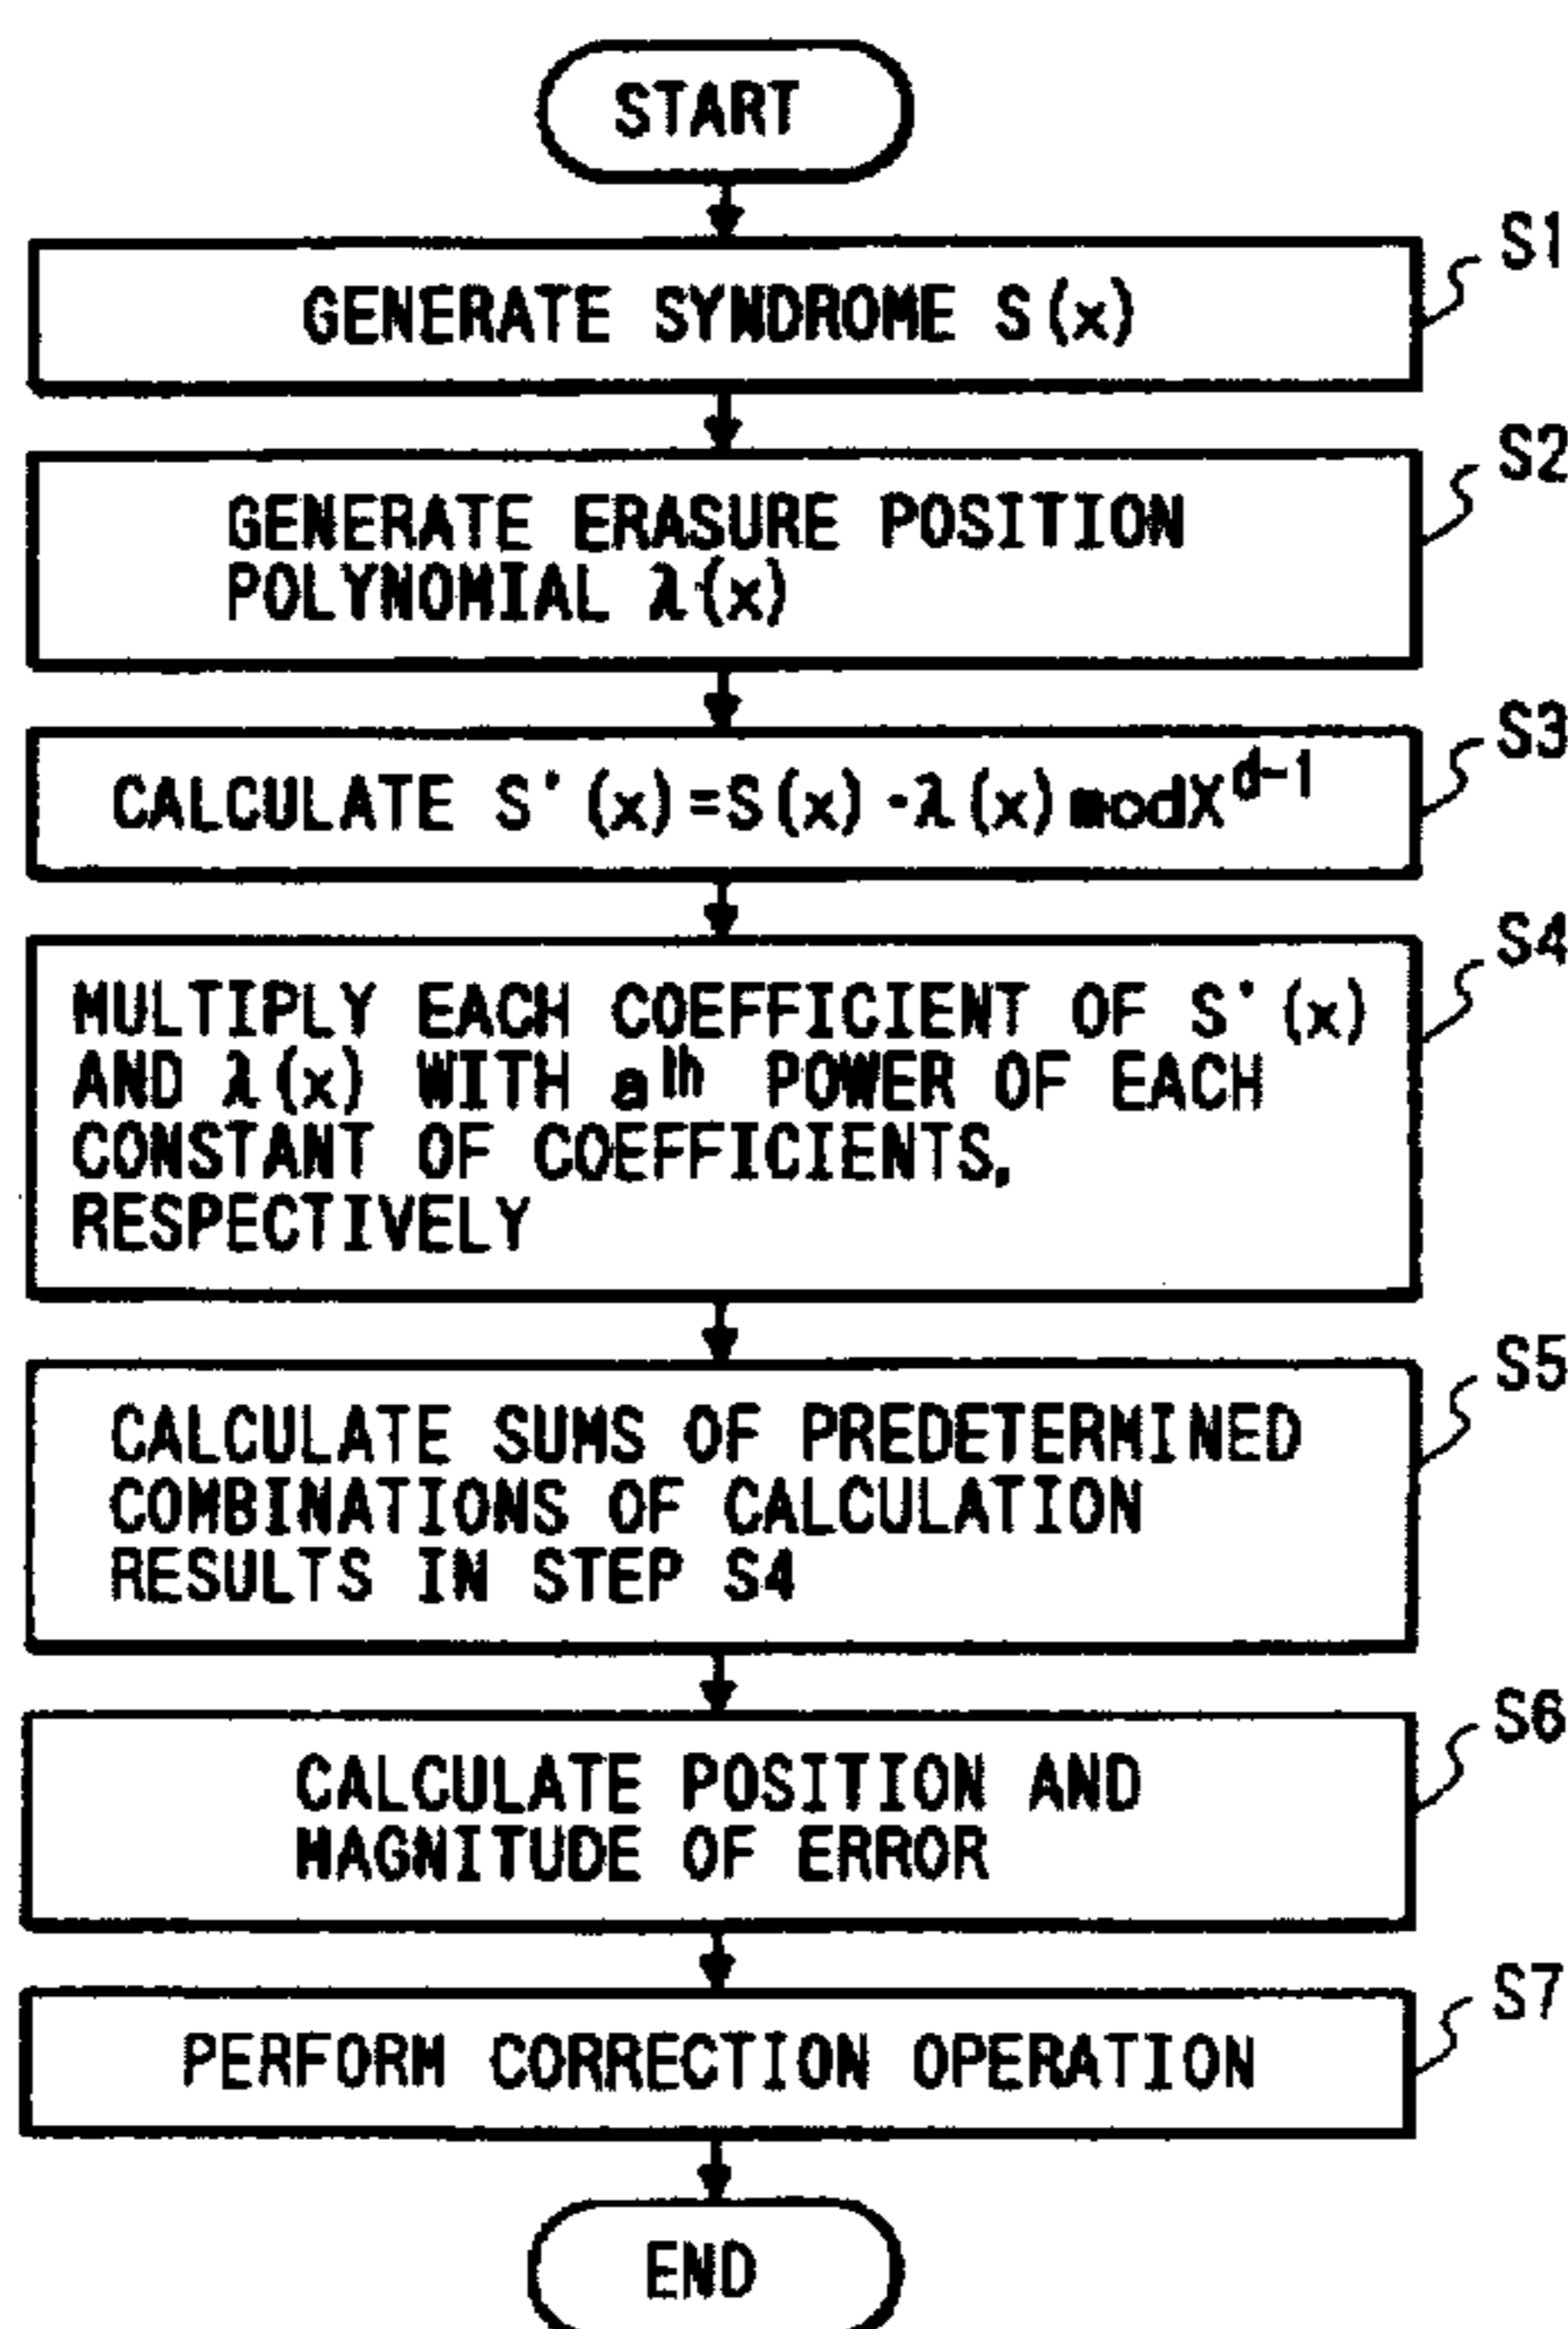 START
S1
GENERATE SYNDROME S(x)
S2
GENERATE ERASURE POSITION
POLYNOMIAL λ(x)
S3
CALCULATE S'(x)=S(x)·λ(x)modX^d-1
S4
MULTIPLY EACH COEFFICIENT OF S'(x)
AND λ(x) WITH a^th POWER OF EACH
CONSTANT OF COEFFICIENTS,
RESPECTIVELY
S5
CALCULATE SUMS OF PREDETERMINED
COMBINATIONS OF CALCULATION
RESULTS IN STEP S4
S6
CALCULATE POSITION AND
MAGNITUDE OF ERROR
S7
PERFORM CORRECTION OPERATION
END